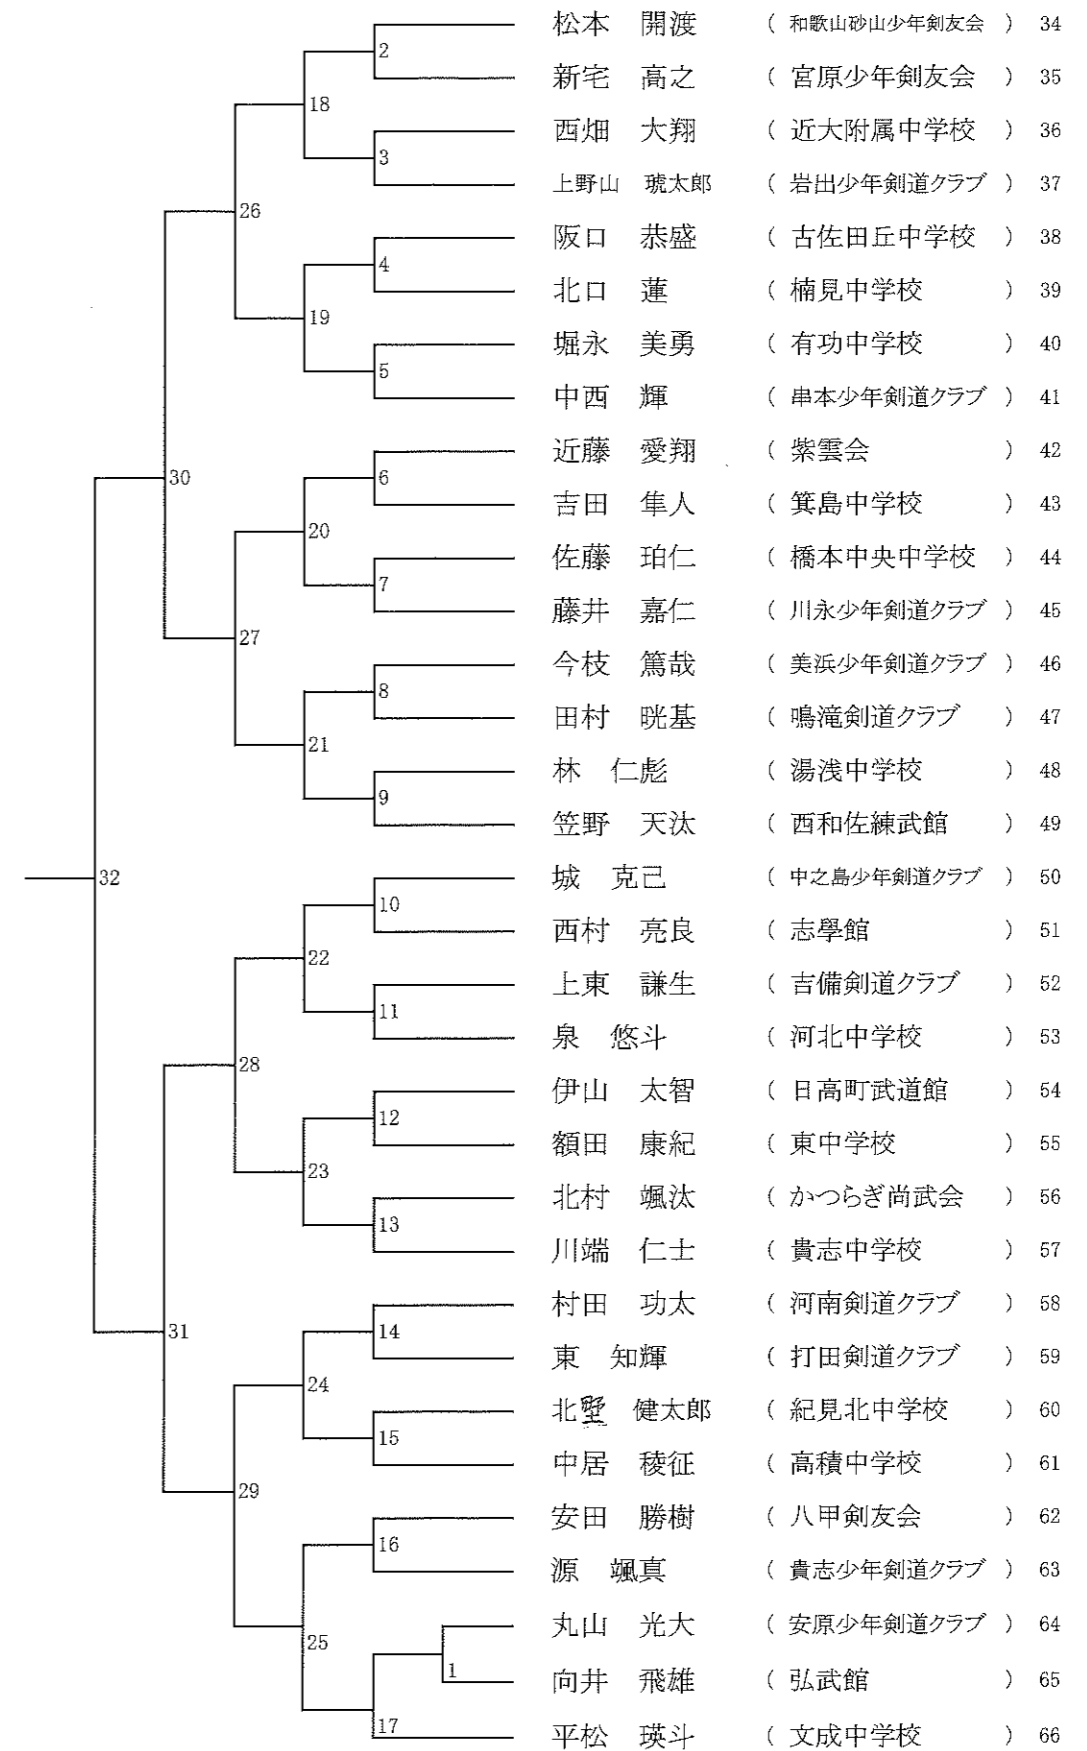 松本 開渡 ( 和歌山砂山少年剣友会 ) 34
2
新宅 高之 ( 宮原少年剣友会 ) 35
18
西畑 大翔 ( 近大附属中学校 ) 36
3
上野山 琥太郎 ( 岩出少年剣道クラブ ) 37
26
阪口 恭盛 ( 古佐田丘中学校 ) 38
4
北口 蓮 ( 楠見中学校 ) 39
19
堀永 美勇 ( 有功中学校 ) 40
5
中西 輝 ( 串本少年剣道クラブ ) 41
近藤 愛翔 ( 紫雲会 ) 42
30 6
吉田 隼人 ( 箕島中学校 ) 43
20
佐藤 珀仁 ( 橋本中央中学校 ) 44
7
藤井 嘉仁 ( 川永少年剣道クラブ ) 45
27
今枝 篤哉 ( 美浜少年剣道クラブ ) 46
8
田村 晄基 ( 鳴滝剣道クラブ ) 47
21
林 仁彪 ( 湯浅中学校 ) 48
9
笠野 天汰 ( 西和佐練武館 ) 49
32 城 克己 ( 中之島少年剣道クラブ ) 50
10
西村 亮良 ( 志學館 ) 51
22
上東 謙生 ( 吉備剣道クラブ ) 52
11
泉 悠斗 ( 河北中学校 ) 53
28
伊山 太智 ( 日高町武道館 ) 54
12
額田 康紀 ( 東中学校 ) 55
23
北村 颯汰 ( かつらぎ尚武会 ) 56
13
川端 仁士 ( 貴志中学校 ) 57
村田 功太 ( 河南剣道クラブ ) 58
31 14
東 知輝 ( 打田剣道クラブ ) 59
24
北 健太郎 ( 紀見北中学校 ) 60
15
中居 稜征 ( 高積中学校 ) 61
29
安田 勝樹 ( 八甲剣友会 ) 62
16
源 颯真 ( 貴志少年剣道クラブ ) 63
丸山 光大 ( 安原少年剣道クラブ ) 64
25
1
向井 飛雄 ( 弘武館 ) 65
17
平松 瑛斗 ( 文成中学校 ) 66